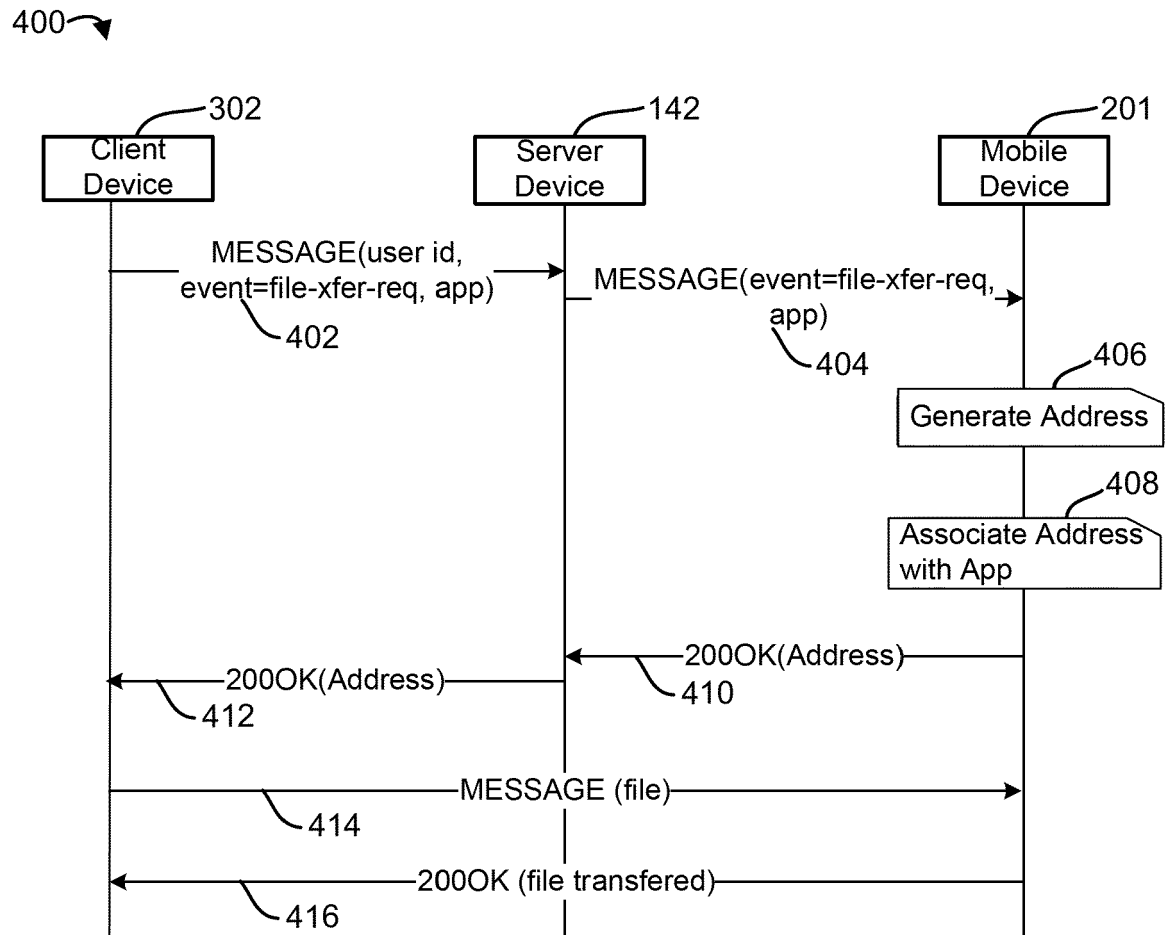 400
302
142
201
Client
Device
Server
Device
Mobile
Device
MESSAGE(user id,
event=file-xfer-req, app)
402
MESSAGE(event=file-xfer-req,
app)
404
406
Generate Address
408
Associate Address
with App
200OK(Address)
410
200OK(Address)
412
MESSAGE (file)
414
200OK (file transfered)
416